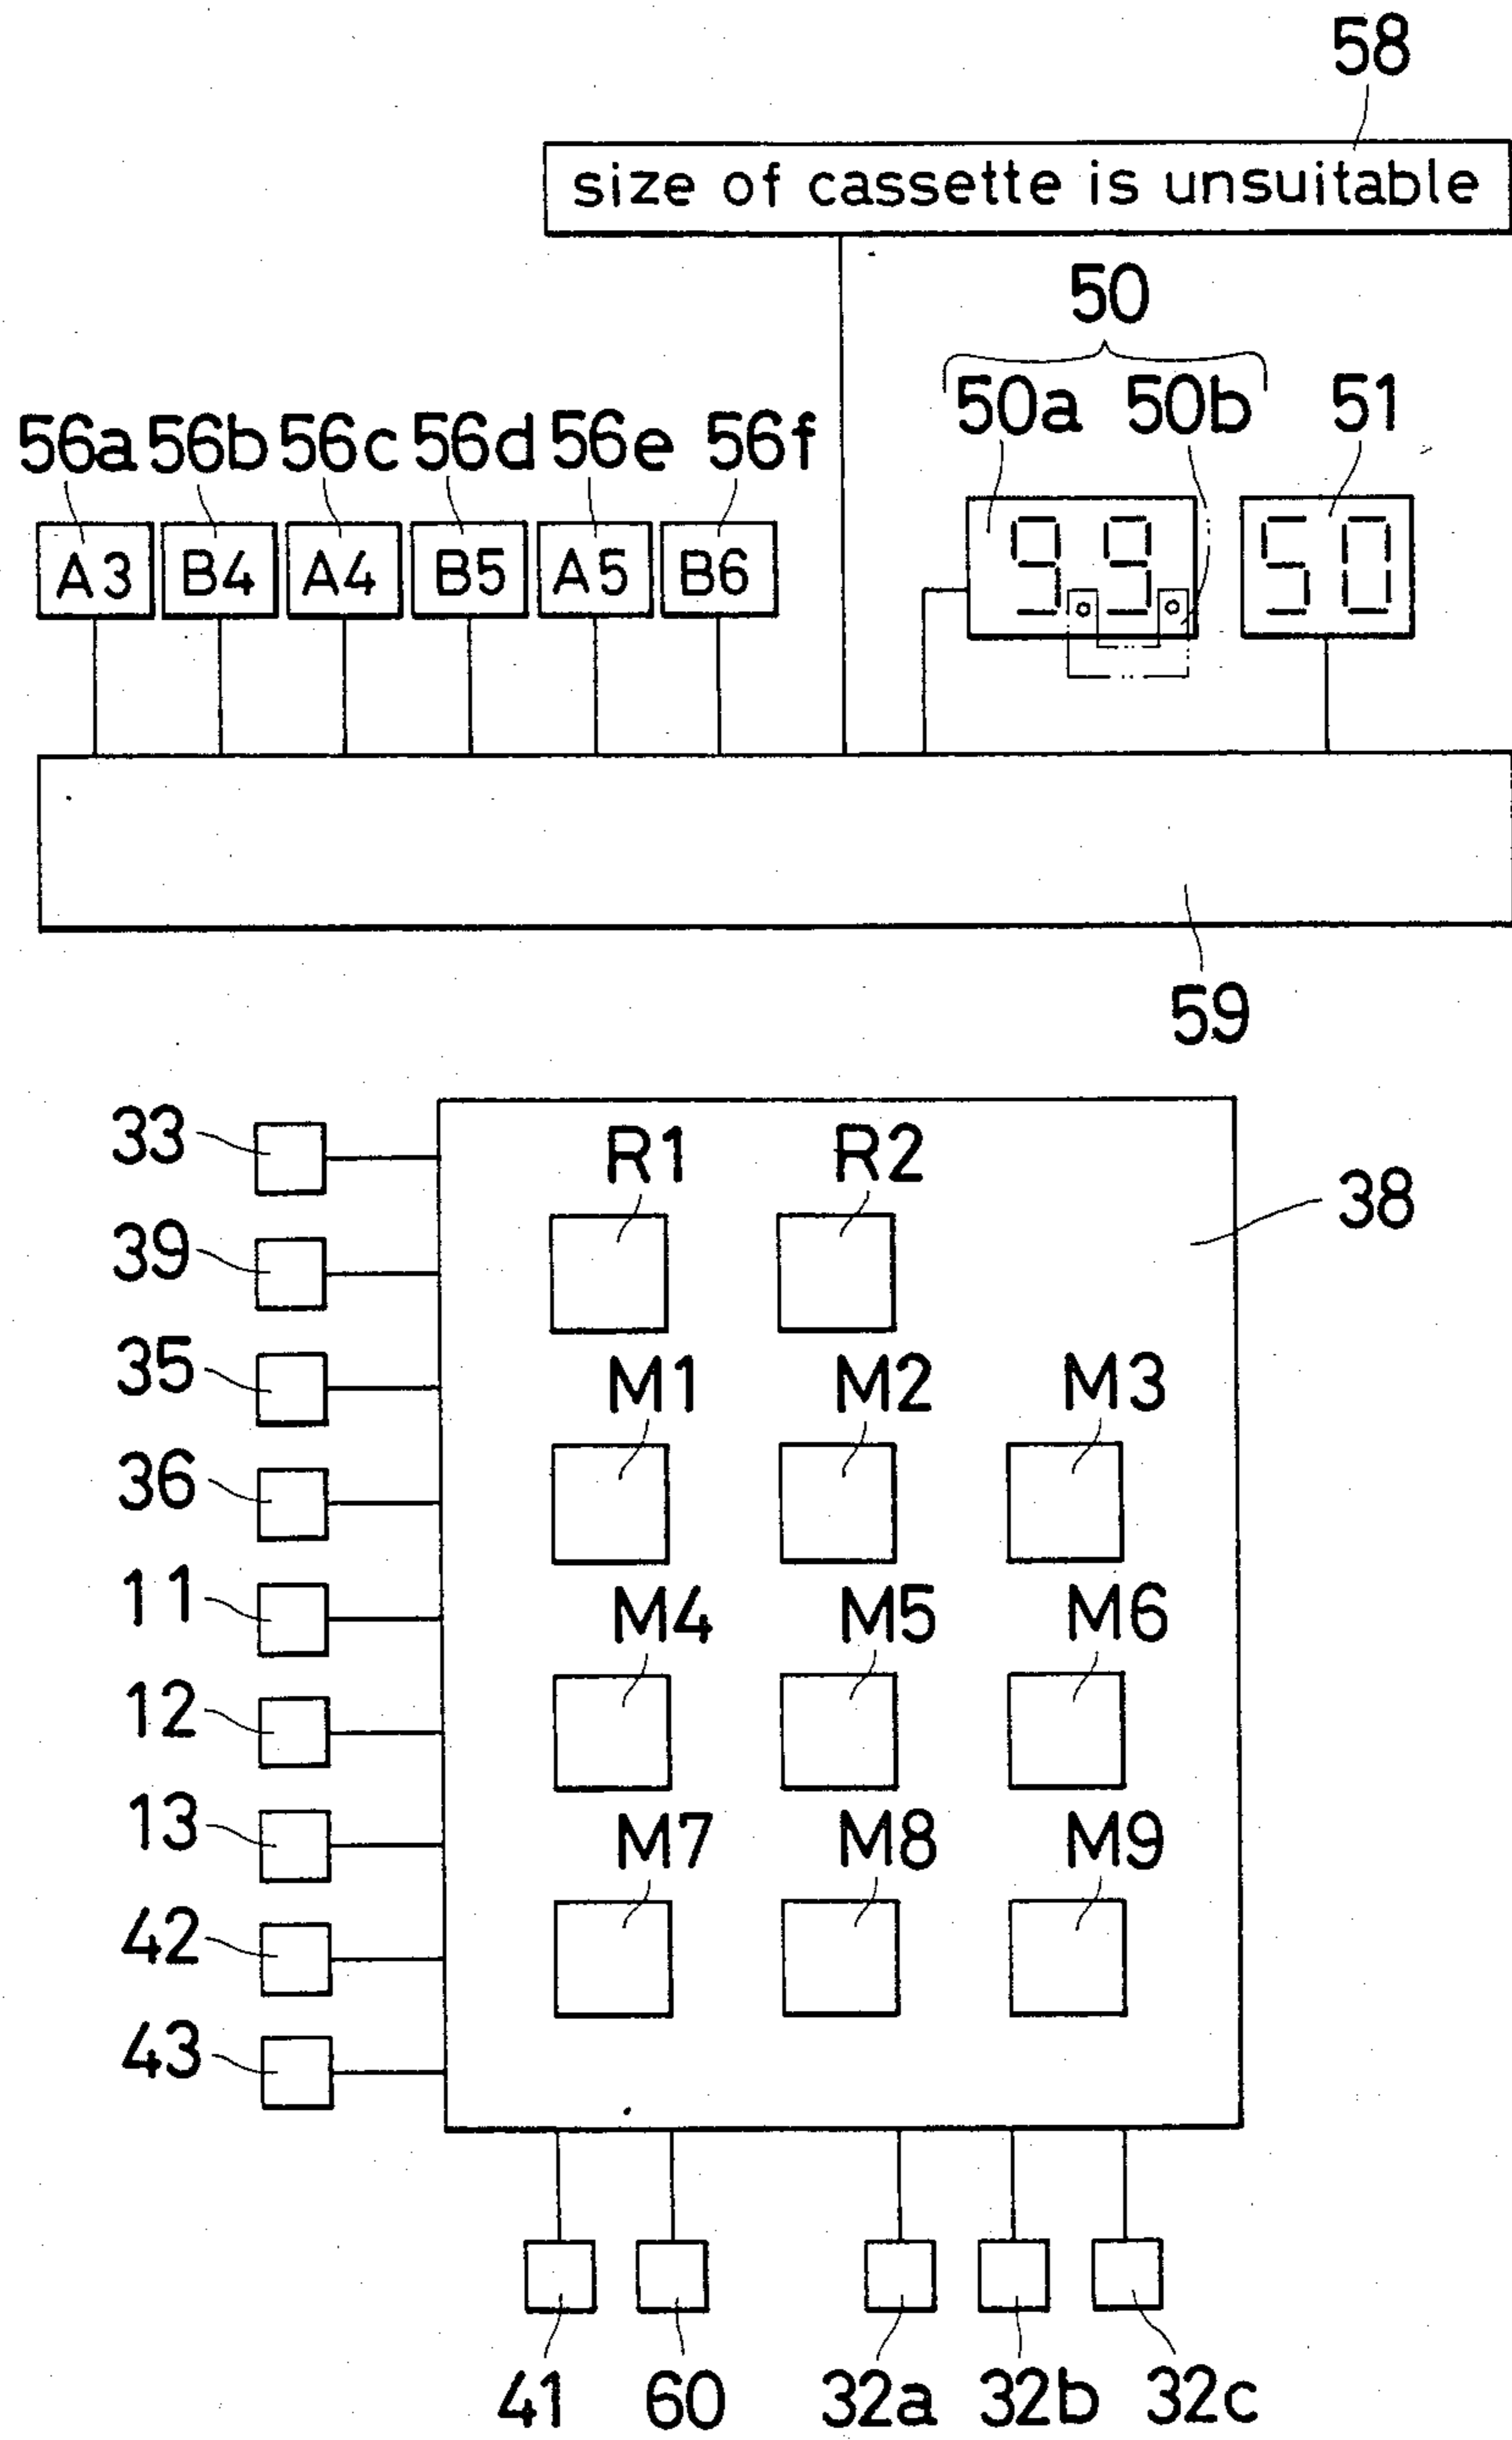 58
size of cassette is unsuitable
50
50a 50b 51
56a 56b 56c 56d 56e 56f
A3 B4 A4 B5 A5 B6 99 50
59
33 R1 R2
38
39
35 M1 M2 M3
36
11 M4 M5 M6
12
13 M7 M8 M9
42
43
41 60 32a 32b 32c